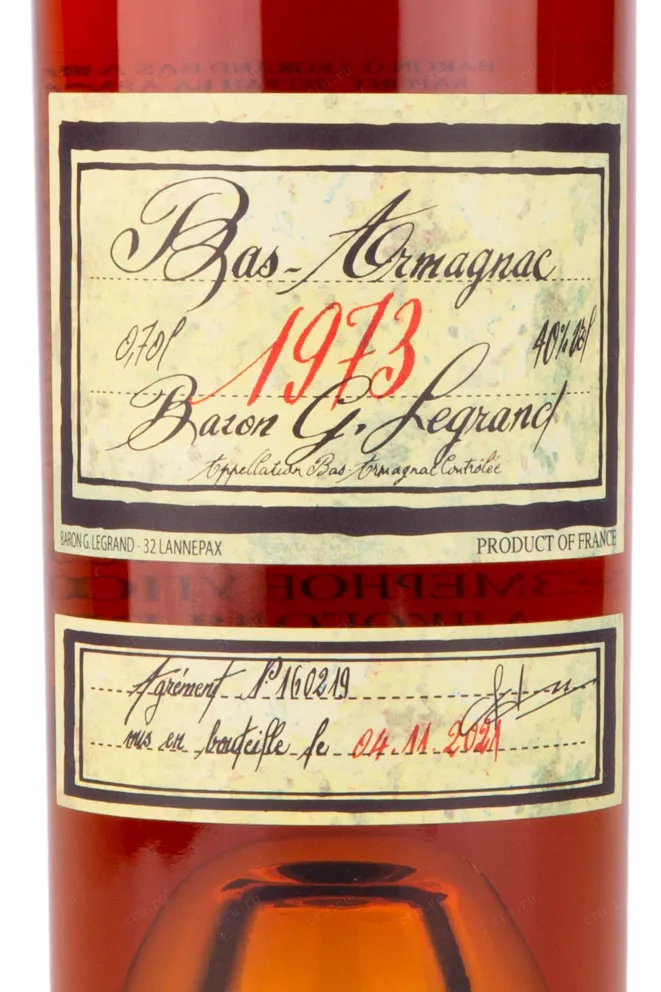 Bas-Armagnac
0,70l 1973 40% Vol
Baron G. Legrand
Appellation Bas-Armagnac Contrôlée
BARON G. LEGRAND - 32 LANNEPAX
PRODUCT OF FRANCE
Agrément N° 160219
mis en bouteille le 04 11 2021